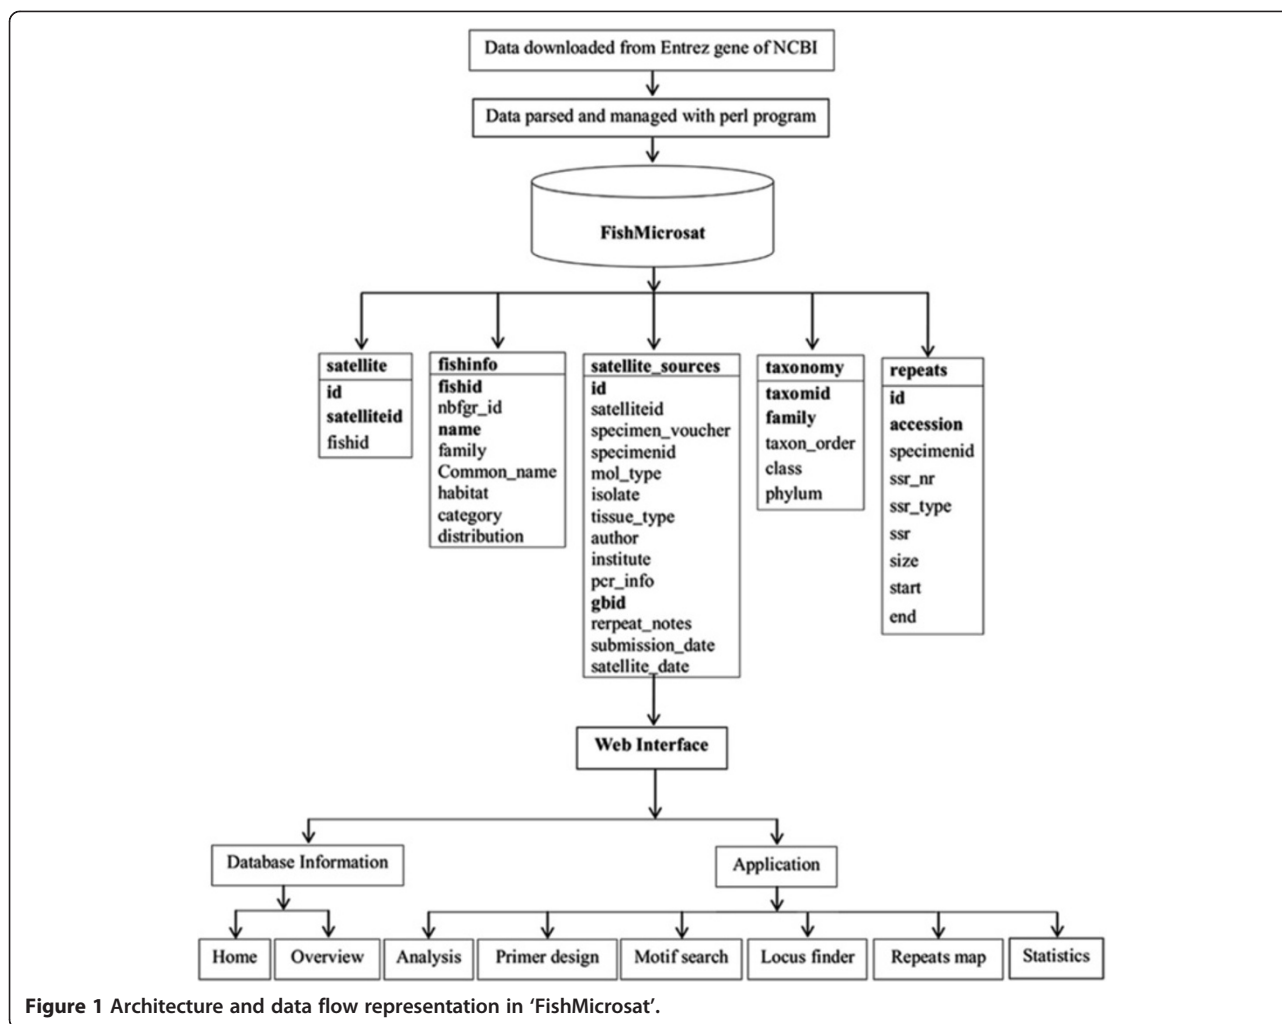 Data downloaded from Entrez gene of NCBI
Data parsed and managed with perl program
FishMicrosat
satellite
id
satelliteid
fishid
fishinfo
fishid
nbfgr_id
name
family
Common_name
habitat
category
distribution
satellite_sources
id
satelliteid
specimen_voucher
specimenid
mol_type
isolate
tissue_type
author
institute
pcr_info
gbid
rerpeat_notes
submission_date
satellite_date
taxonomy
taxomid
family
taxon_order
class
phylum
repeats
id
accession
specimenid
ssr_nr
ssr_type
ssr
size
start
end
Web Interface
Database Information
Application
Home
Overview
Analysis
Primer design
Motif search
Locus finder
Repeats map
Statistics
Figure 1 Architecture and data flow representation in ‘FishMicrosat’.